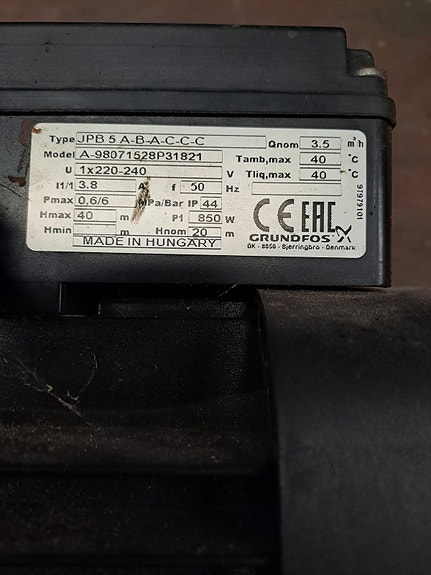 Type JPB 5 A-B-A-C-C-C Qnom 3.5 m³h
Model A-98071528P31821 Tamb,max 40 °C
U 1x220-240 V Tliq,max 40 °C
I1/1 3.8 A f 50 Hz
Pmax 0,6/6 MPa/Bar IP 44
Hmax 40 m P1 850 W
Hmin m Hnom 20 m
MADE IN HUNGARY
CE EAC
GRUNDFOS
DK - 8850 - Bjerringbro - Denmark
97979101